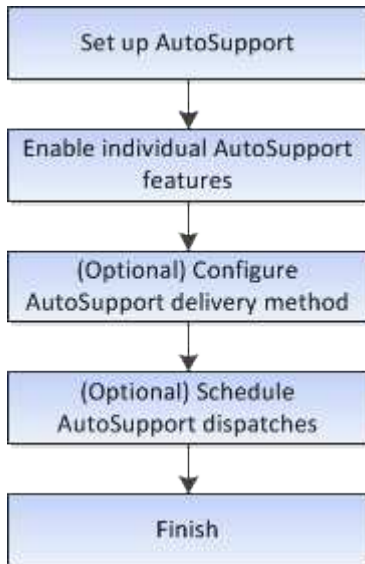 Set up AutoSupport
Enable individual AutoSupport
features
(Optional) Configure
AutoSupport delivery method
(Optional) Schedule
AutoSupport dispatches
Finish